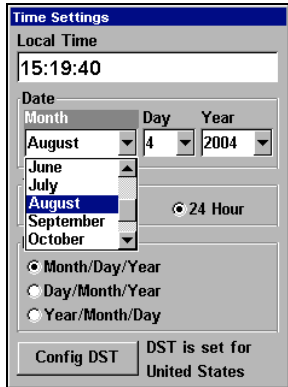 Time Settings
Local Time
15:19:40
Date
Month Day Year
August 4 2004
June
July
August
September
October
24 Hour
Month/Day/Year
Day/Month/Year
Year/Month/Day
Config DST
DST is set for
United States